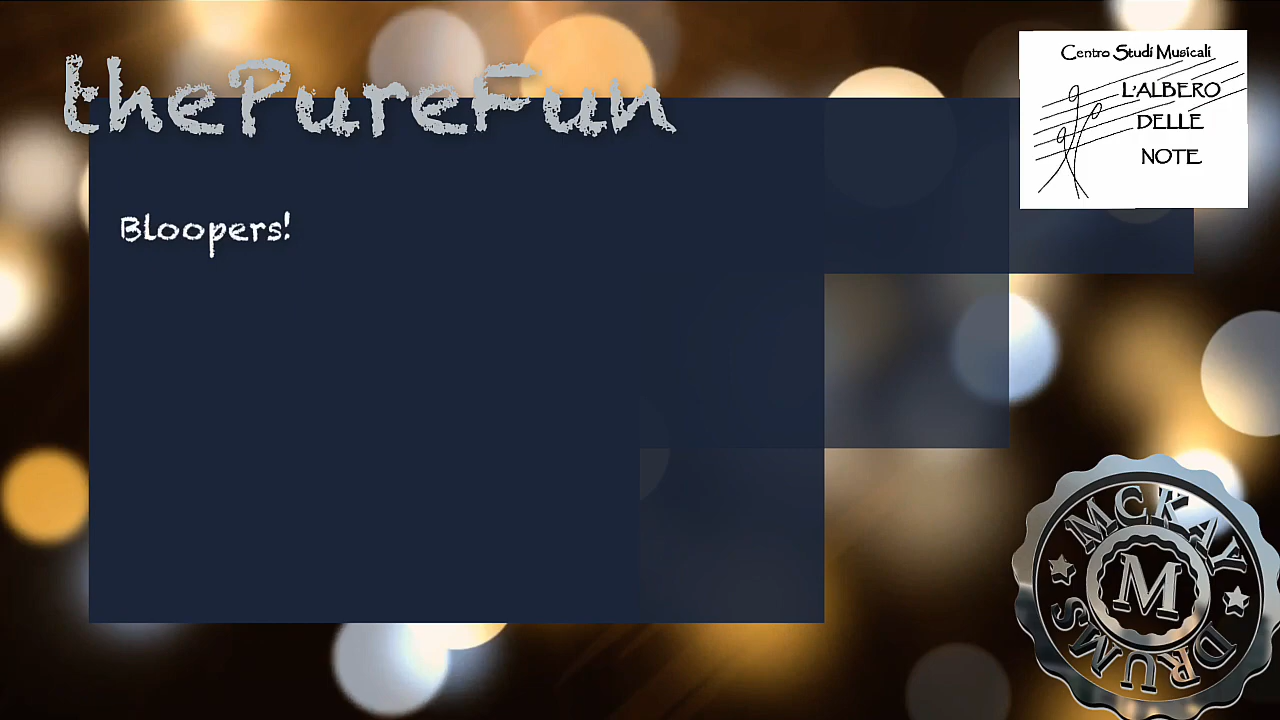 thePureFun
Bloopers!
Centro Studi Musicali
L'ALBERO
DELLE
NOTE
MCKAY
M
DRUMS